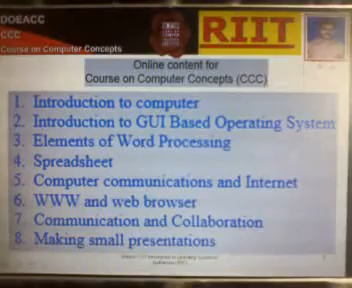 DOEACC
CCC
Course on Computer Concepts
RIIT
Online content for
Course on Computer Concepts (CCC)
1. Introduction to computer
2. Introduction to GUI Based Operating System
3. Elements of Word Processing
4. Spreadsheet
5. Computer communications and Internet
6. WWW and web browser
7. Communication and Collaboration
8. Making small presentations